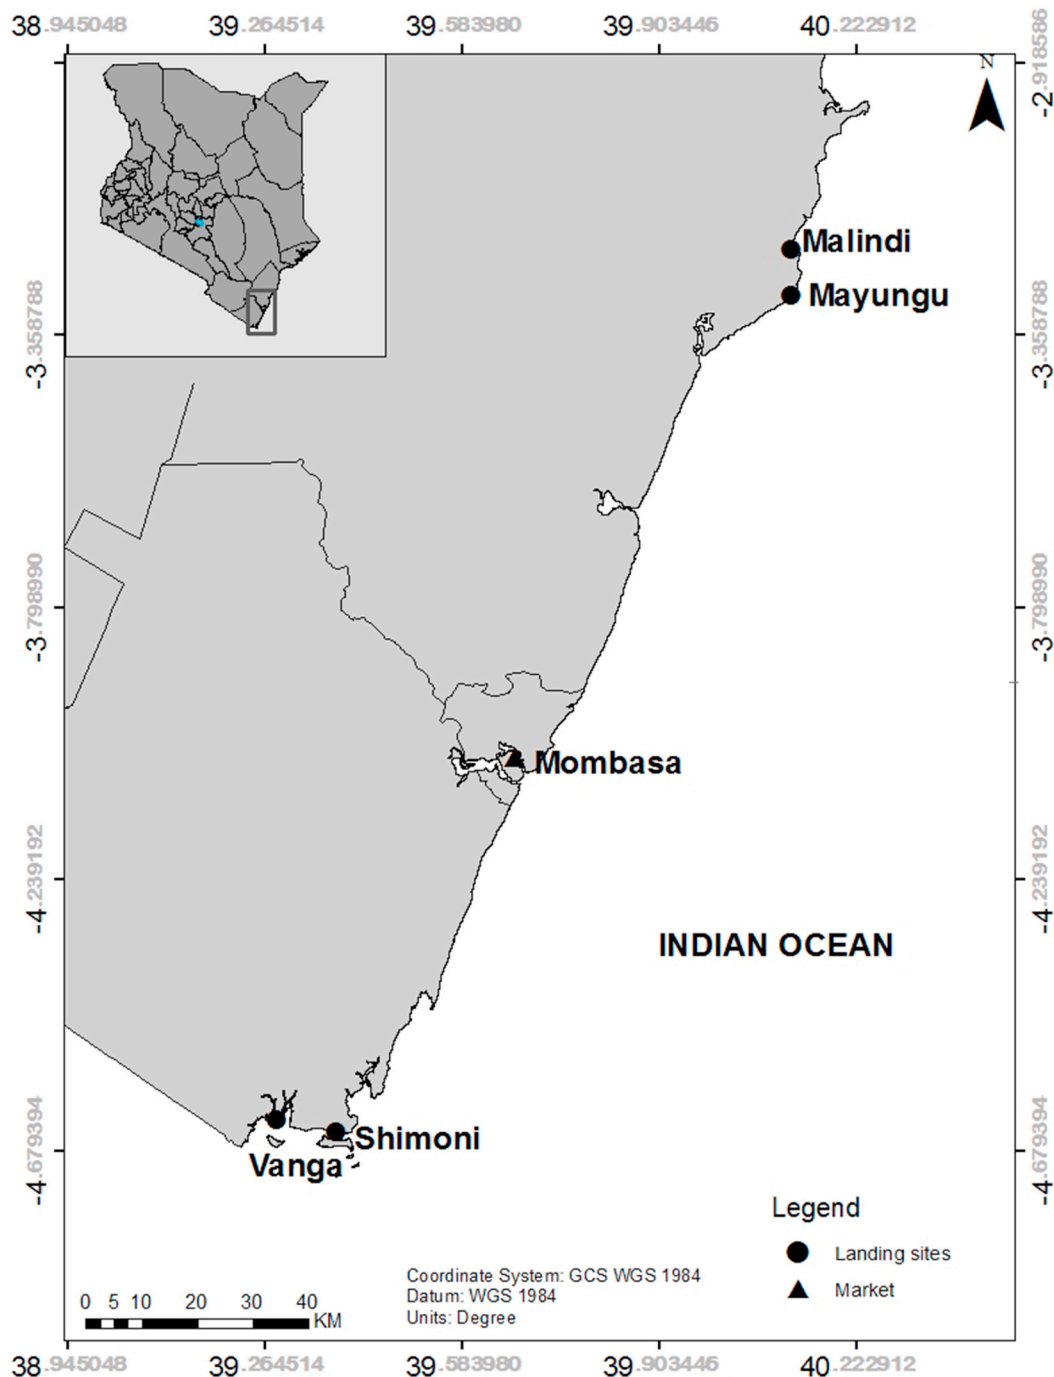 38.945048 39.264514 39.583980 39.903446 40.222912
-2.918586
N
Malindi
Mayungu
-3.358788 -3.358788
-3.798990 -3.798990
Mombasa
-4.239192 -4.239192
INDIAN OCEAN
-4.679394 -4.679394
Shimoni
Vanga
Legend
Landing sites
Market
Coordinate System: GCS WGS 1984
Datum: WGS 1984
Units: Degree
0 5 10 20 30 40
KM
38.945048 39.264514 39.583980 39.903446 40.222912